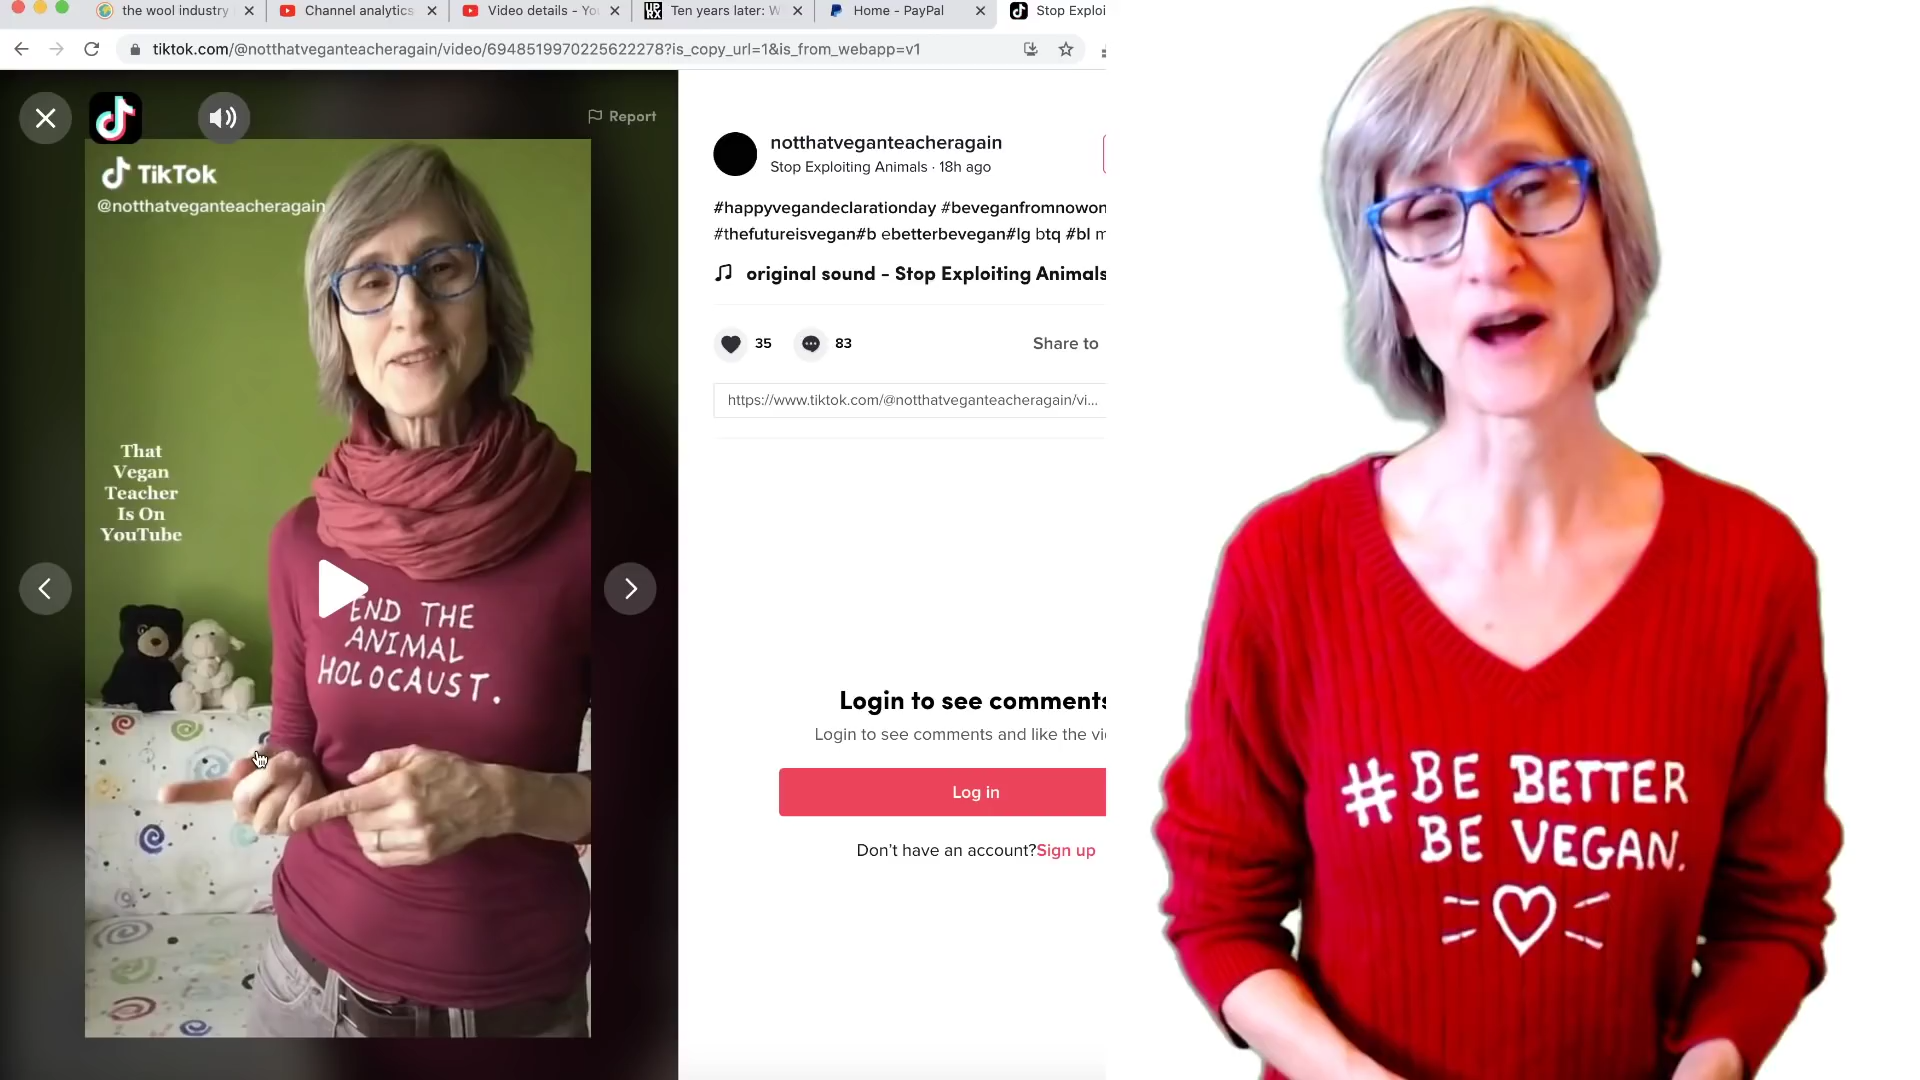 the wool industry
Channel analytics
Video details - Yo
UP
RX
Ten years later: W
Home - PayPal
Stop Exploi
tiktok.com/@notthatveganteacheragain/video/6948519970225622278?is_copy_url=1&is_from_webapp=v1
Report
TikTok
@notthatveganteacheragain
That
Vegan
Teacher
Is On
YouTube
END THE
ANIMAL
HOLOCAUST.
notthatveganteacheragain
Stop Exploiting Animals · 18h ago
#happyvegandeclarationday #beveganfromnowon
#thefutureisvegan#b ebetterbevegan#lg btq #bl m
original sound - Stop Exploiting Animals
35
83
Share to
https://www.tiktok.com/@notthatveganteacheragain/vi...
Login to see comments
Login to see comments and like the vi
Log in
Don't have an account?Sign up
#BE BETTER
BE VEGAN.